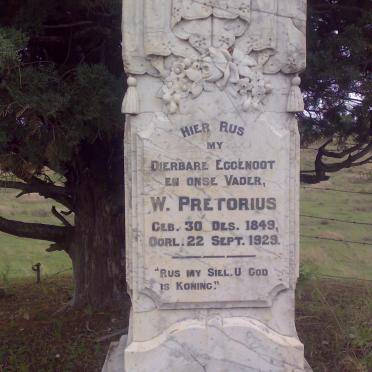 HIER RUS
MY
DIERBARE EGGENOOT
EN ONSE VADER,
W. PRETORIUS
GEB. 30 DES. 1849,
OORL. 22 SEPT. 1929.
"RUS MY SIEL. U GOD
IS KONING."